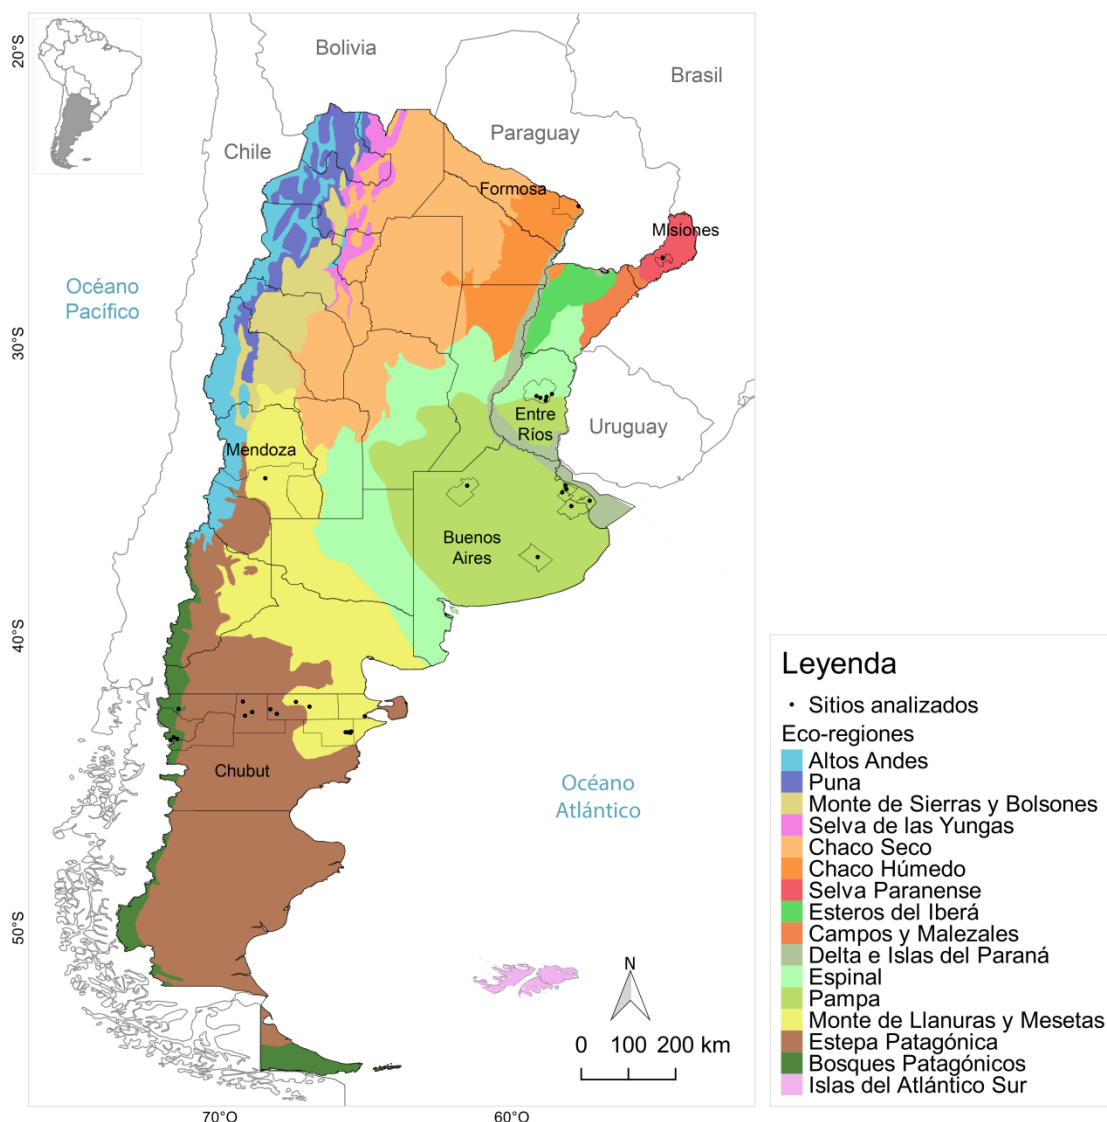 20°S
30°S
40°S
50°S
Bolivia
Brasil
Paraguay
Chile
Formosa
Misiones
Océano
Pacífico
Entre
Ríos
Uruguay
Mendoza
Buenos
Aires
Chubut
Océano
Atlántico
N
0 100 200 km
70°O
60°O
Leyenda
Sitios analizados
Eco-regiones
Altos Andes
Puna
Monte de Sierras y Bolsones
Selva de las Yungas
Chaco Seco
Chaco Húmedo
Selva Paranense
Esteros del Iberá
Campos y Malezales
Delta e Islas del Paraná
Espinal
Pampa
Monte de Llanuras y Mesetas
Estepa Patagónica
Bosques Patagónicos
Islas del Atlántico Sur